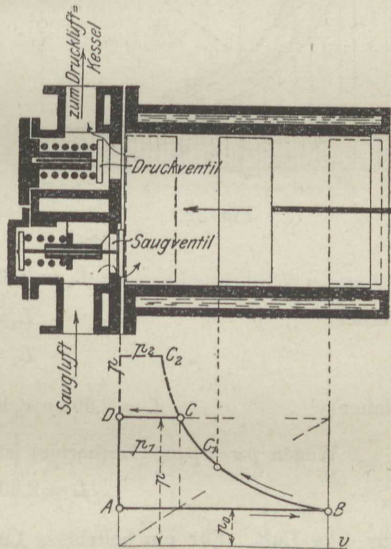 zum Druckluft=
Kessel
Druckventil
Saugventil
Saugluft
p
p₂
C₂
D
C
p₁
C₁
p
A
p₀
B
v